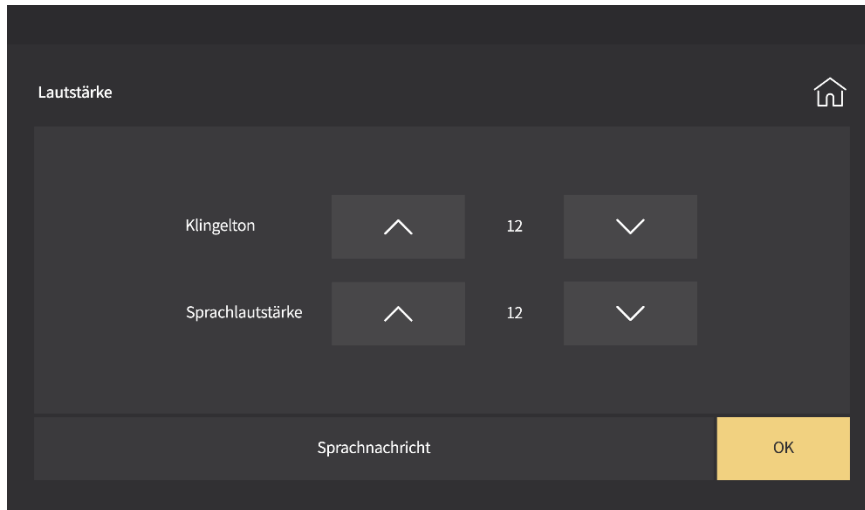 Lautstärke
Klingelton 12
Sprachlautstärke 12
Sprachnachricht OK